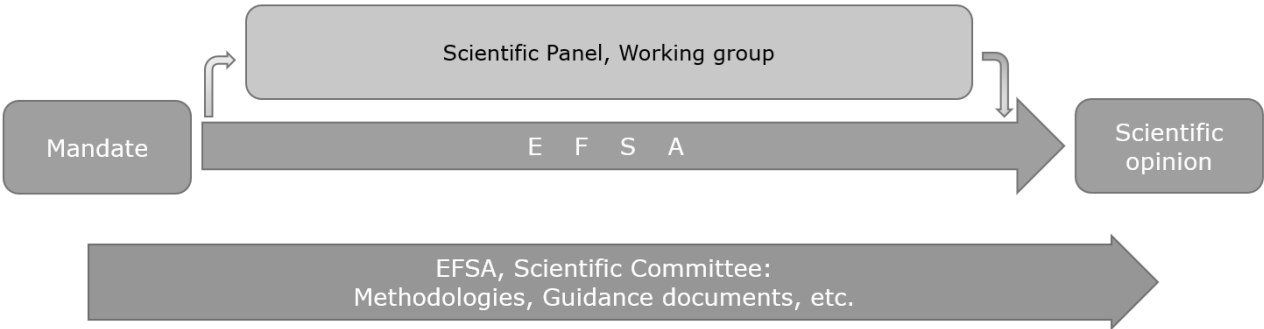 Scientific Panel, Working group
Mandate
E F S A
Scientific
opinion
EFSA, Scientific Committee:
Methodologies, Guidance documents, etc.